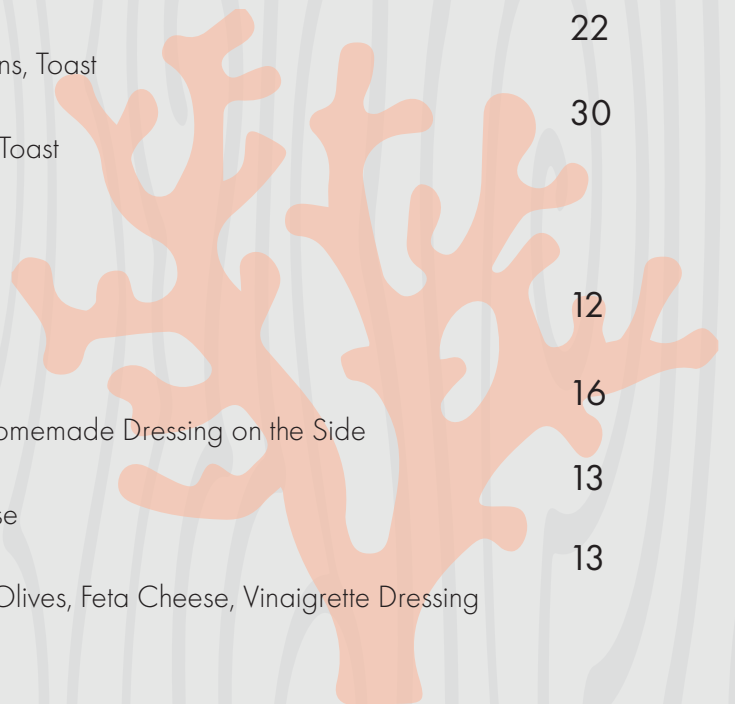 22
ns, Toast
30
Toast
12
16
omemade Dressing on the Side
13
se
13
Olives, Feta Cheese, Vinaigrette Dressing